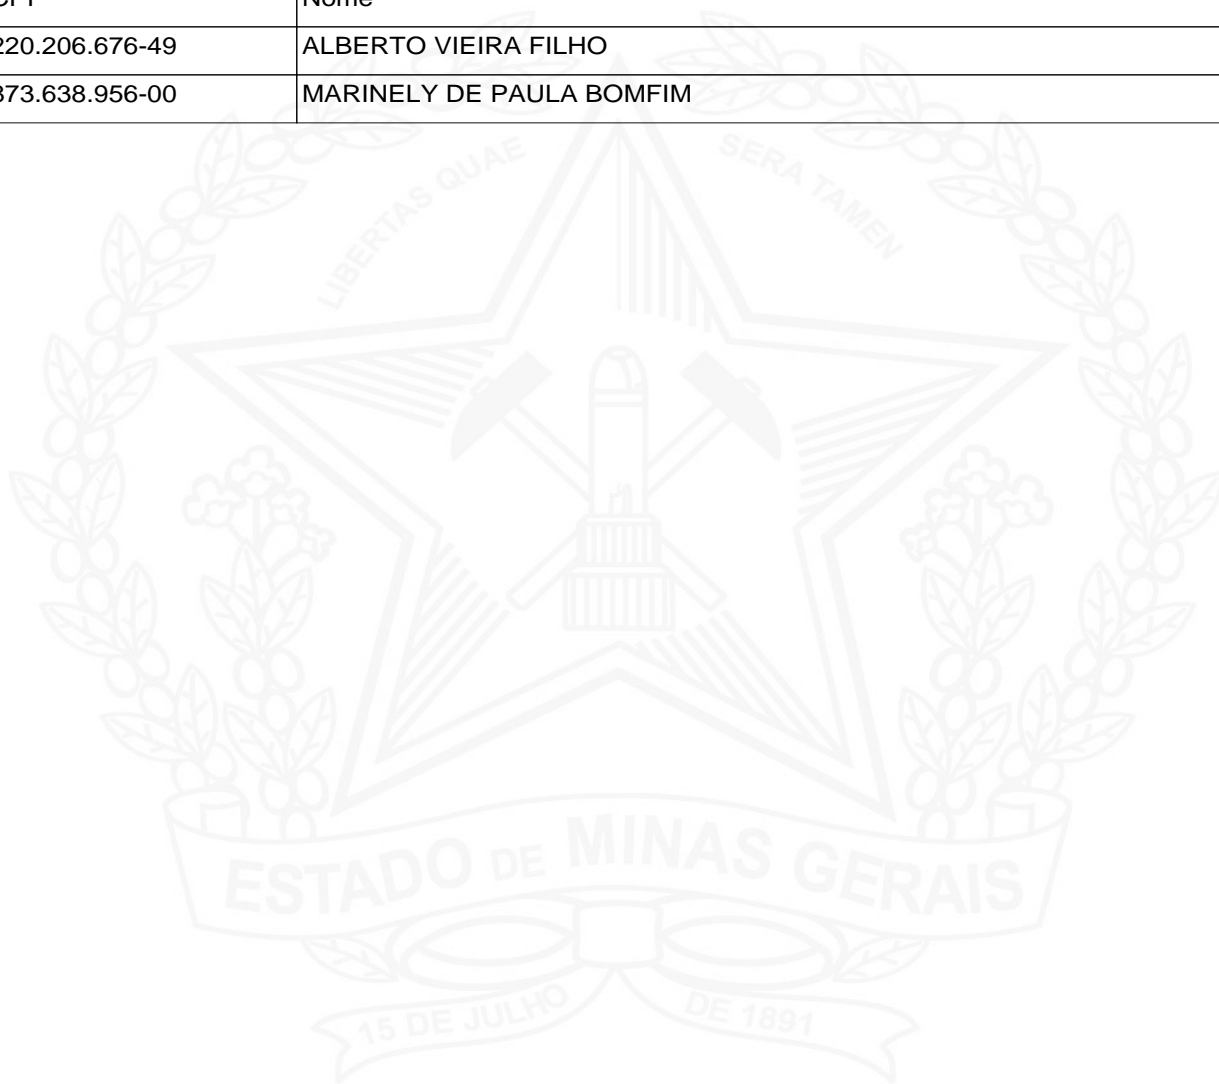 Nome
220.206.676-49 ALBERTO VIEIRA FILHO
873.638.956-00 MARINELY DE PAULA BOMFIM
LIBERTAS QUAE SERA TAMEN
ESTADO DE MINAS GERAIS
15 DE JULHO DE 1891